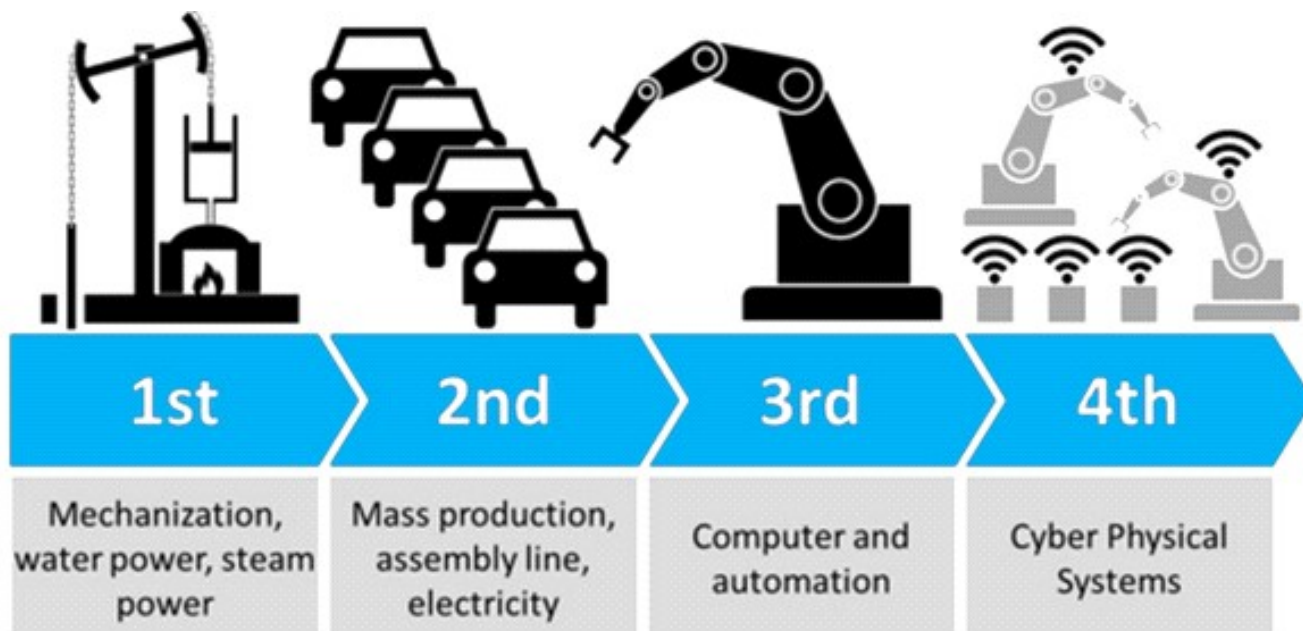 1st
2nd
3rd
4th
Mechanization,
water power, steam
power
Mass production,
assembly line,
electricity
Computer and
automation
Cyber Physical
Systems